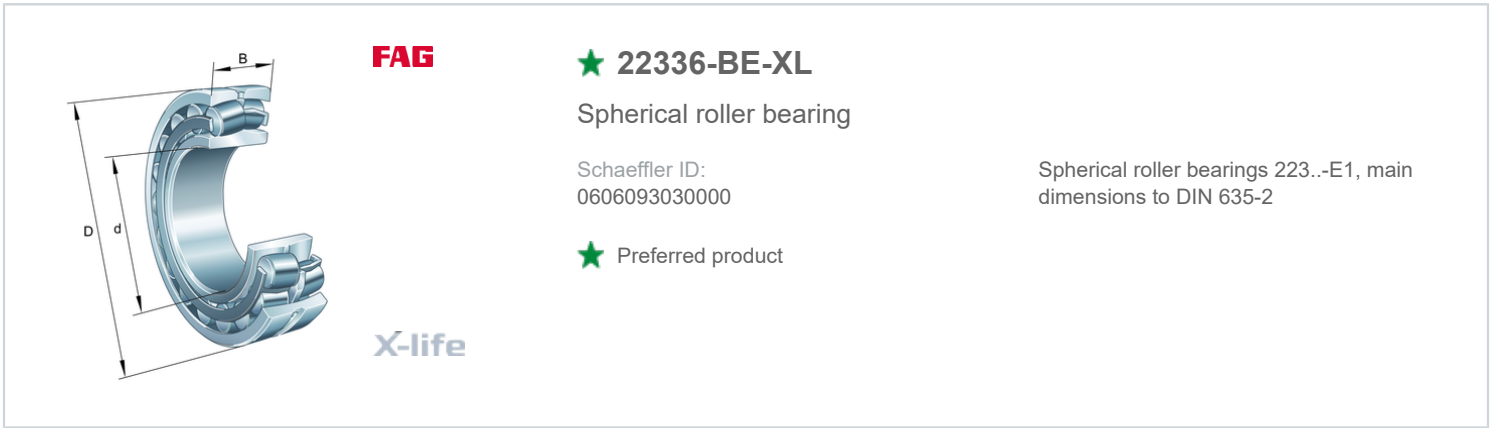 B
FAG
22336-BE-XL
Spherical roller bearing
Schaeffler ID:
0606093030000
Spherical roller bearings 223..-E1, main
dimensions to DIN 635-2
D
d
Preferred product
X-life